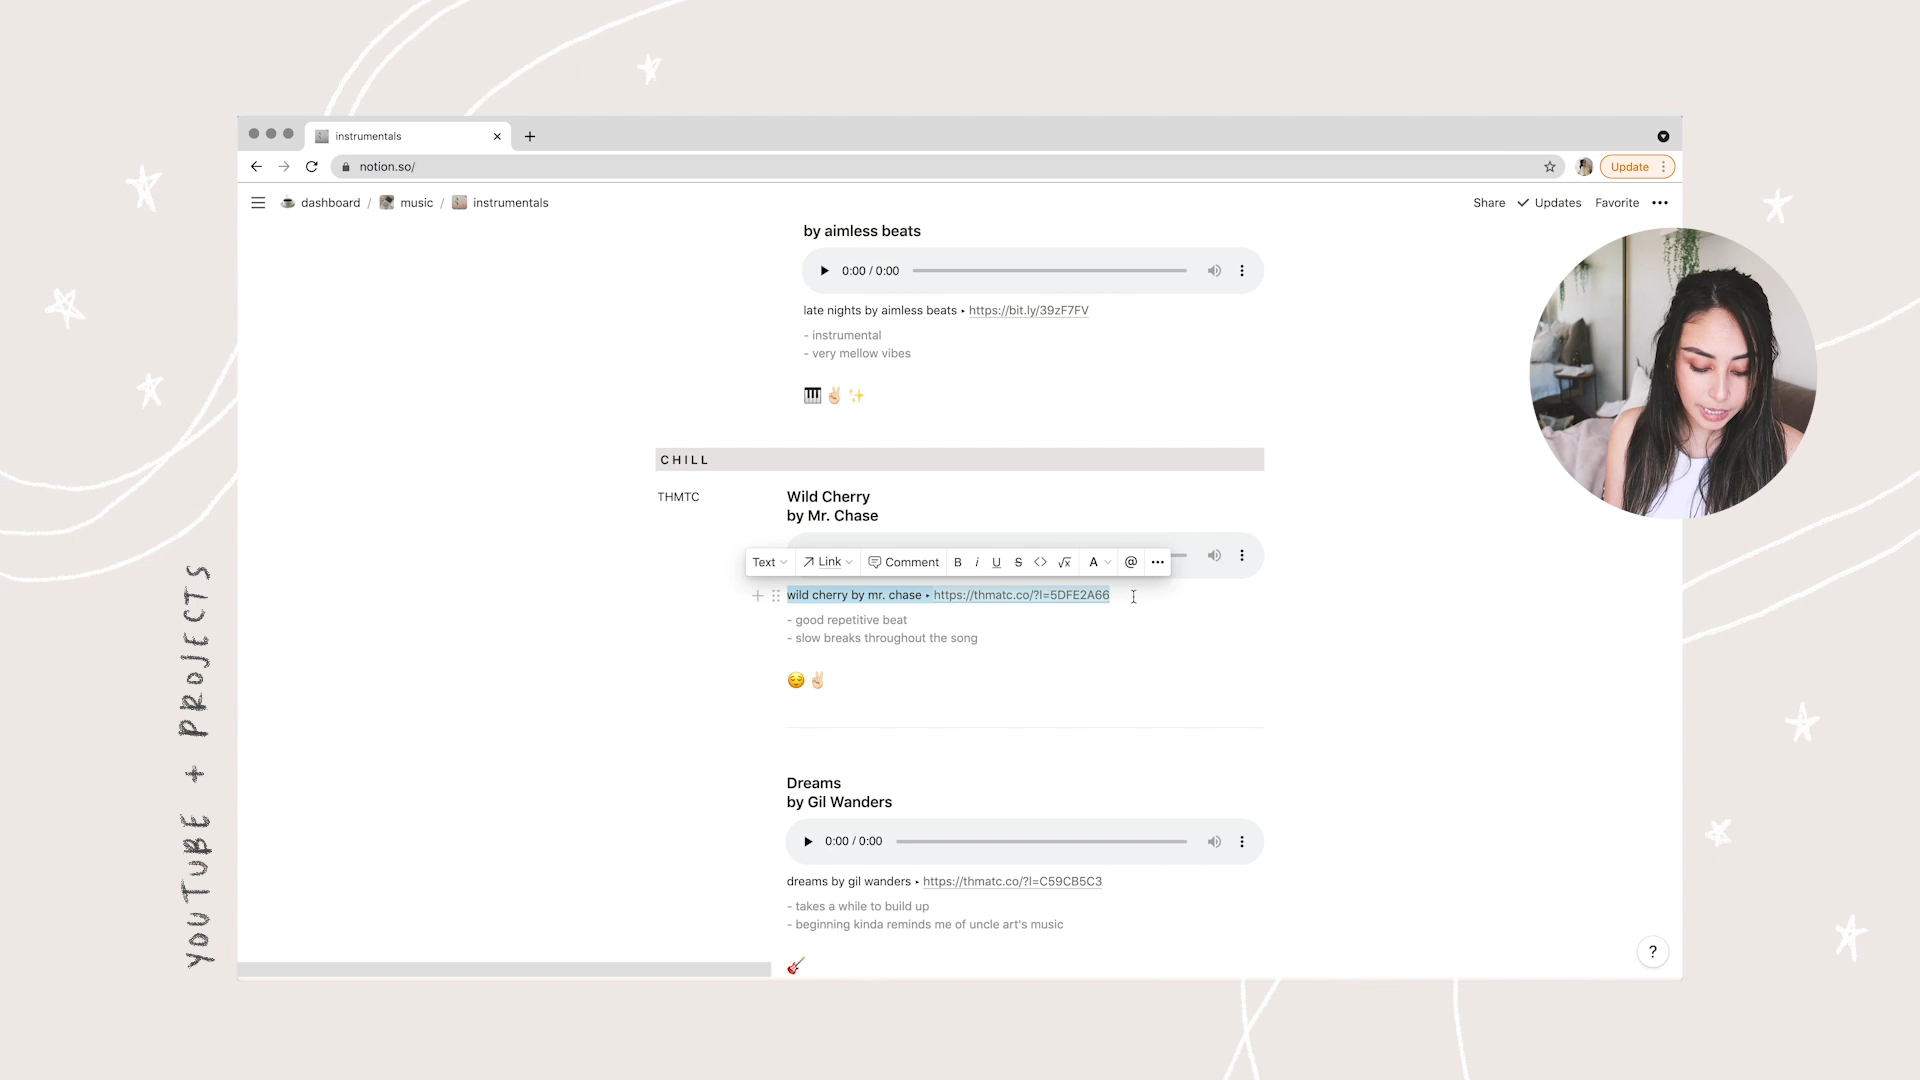 instrumentals
notion.so/
Update
dashboard / music / instrumentals
Share Updates Favorite
by aimless beats
0:00 / 0:00
late nights by aimless beats ‣ https://bit.ly/39zF7FV
- instrumental
- very mellow vibes
CHILL
THMTC
Wild Cherry
by Mr. Chase
Text Link Comment B i U S <> √x A @
wild cherry by mr. chase ‣ https://thmatc.co/?l=5DFE2A66
- good repetitive beat
- slow breaks throughout the song
Dreams
by Gil Wanders
0:00 / 0:00
dreams by gil wanders ‣ https://thmatc.co/?l=C59CB5C3
- takes a while to build up
- beginning kinda reminds me of uncle art's music
?
YOUTUBE + PROJECTS